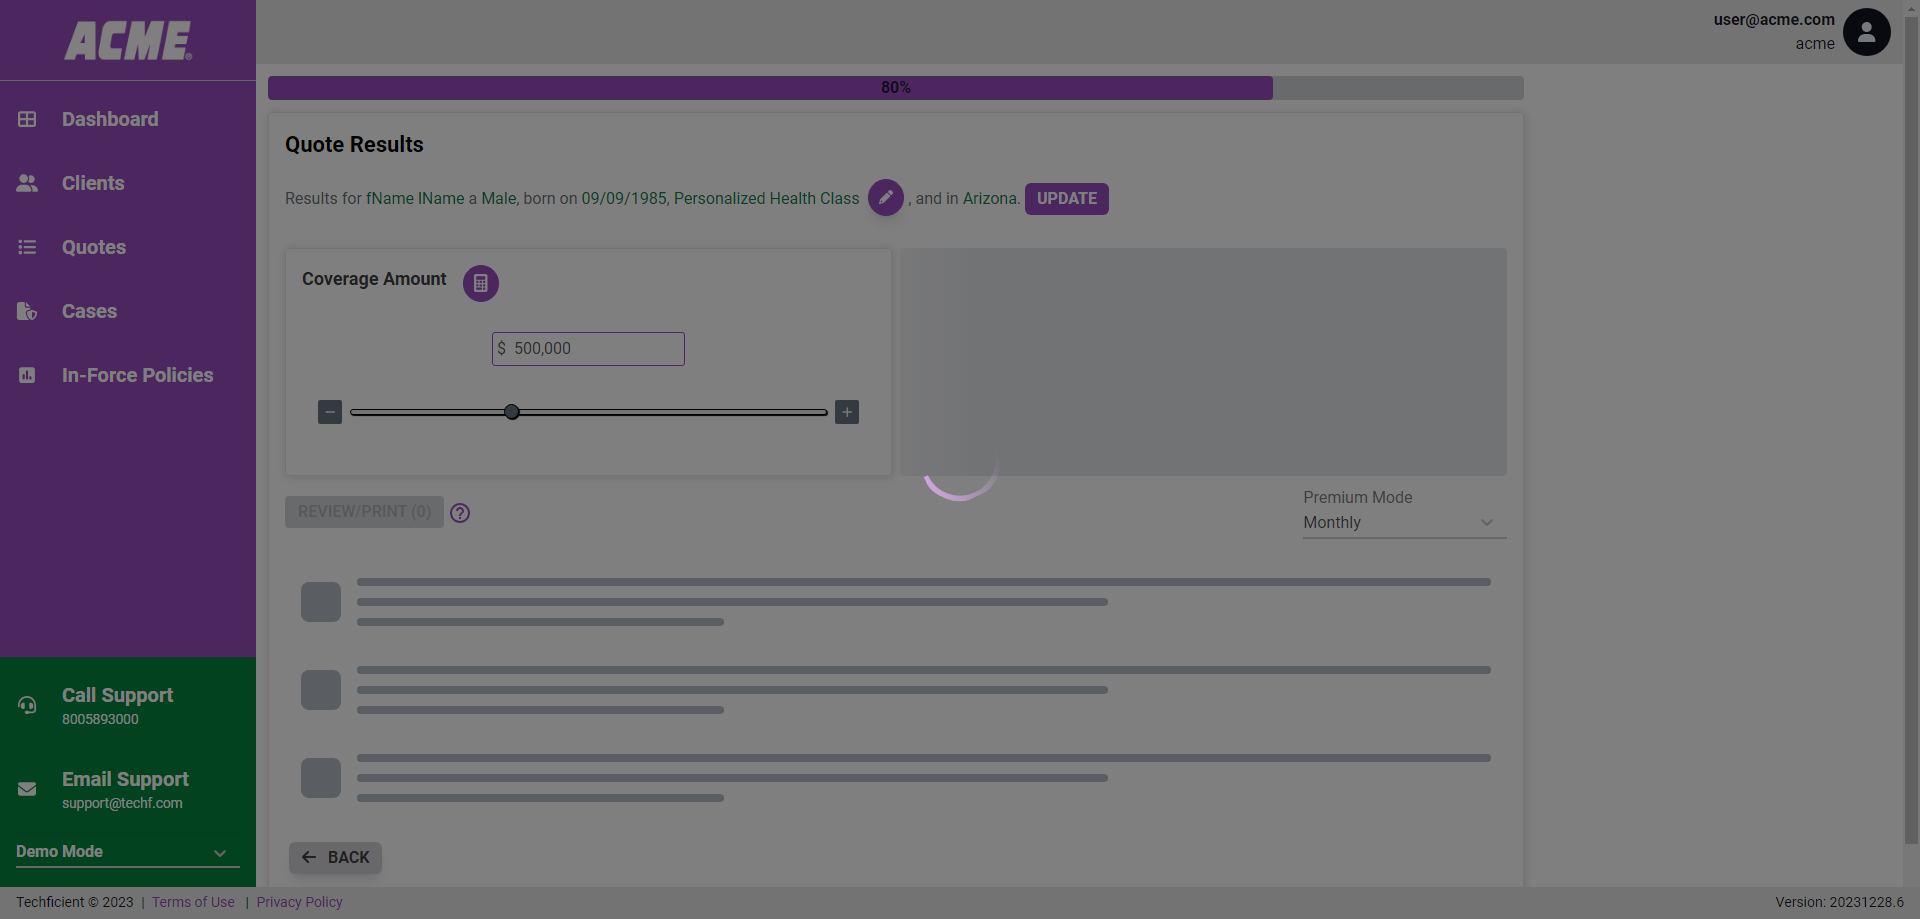 ACME®
Dashboard
Clients
Quotes
Cases
In-Force Policies
Call Support
8005893000
Email Support
support@techf.com
Demo Mode
user@acme.com
acme
80%
Quote Results
Results for fName lName a Male, born on 09/09/1985, Personalized Health Class , and in Arizona. UPDATE
Coverage Amount
$ 500,000
REVIEW/PRINT (0)
Premium Mode
Monthly
BACK
Techficient © 2023 | Terms of Use | Privacy Policy
Version: 20231228.6